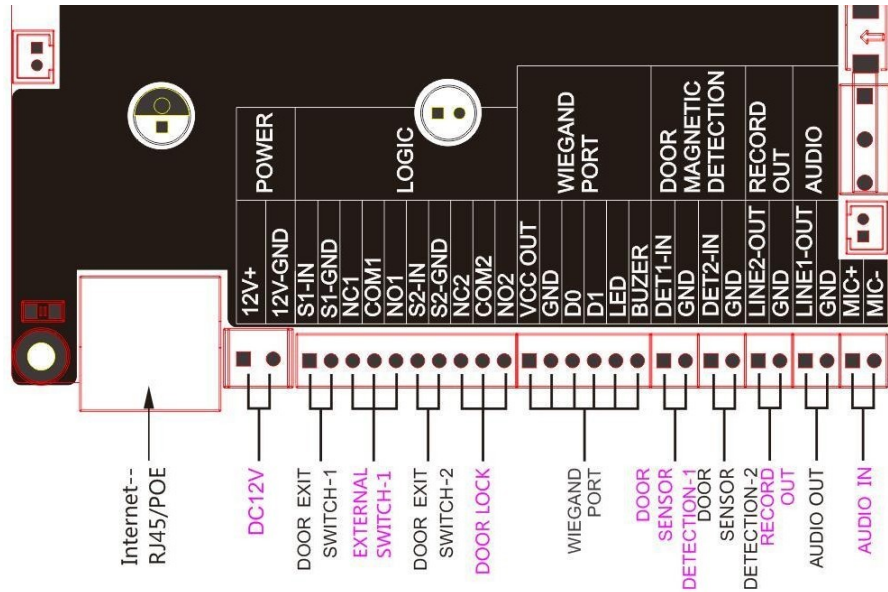 POWER
LOGIC
WIEGAND
PORT
DOOR
MAGNETIC
DETECTION
RECORD
OUT
AUDIO
12V+
12V-GND
S1-IN
S1-GND
NC1
COM1
NO1
S2-IN
S2-GND
NC2
COM2
NO2
VCC OUT
GND
D0
D1
LED
BUZER
DET1-IN
GND
DET2-IN
GND
LINE2-OUT
GND
LINE1-OUT
GND
MIC+
MIC-
Internet--
RJ45/POE
DC12V
DOOR EXIT
SWITCH-1
EXTERNAL
SWITCH-1
DOOR EXIT
SWITCH-2
DOOR LOCK
WIEGAND
PORT
DOOR
SENSOR
DETECTION-1
DOOR
SENSOR
DETECTION-2
RECORD
OUT
AUDIO OUT
AUDIO IN